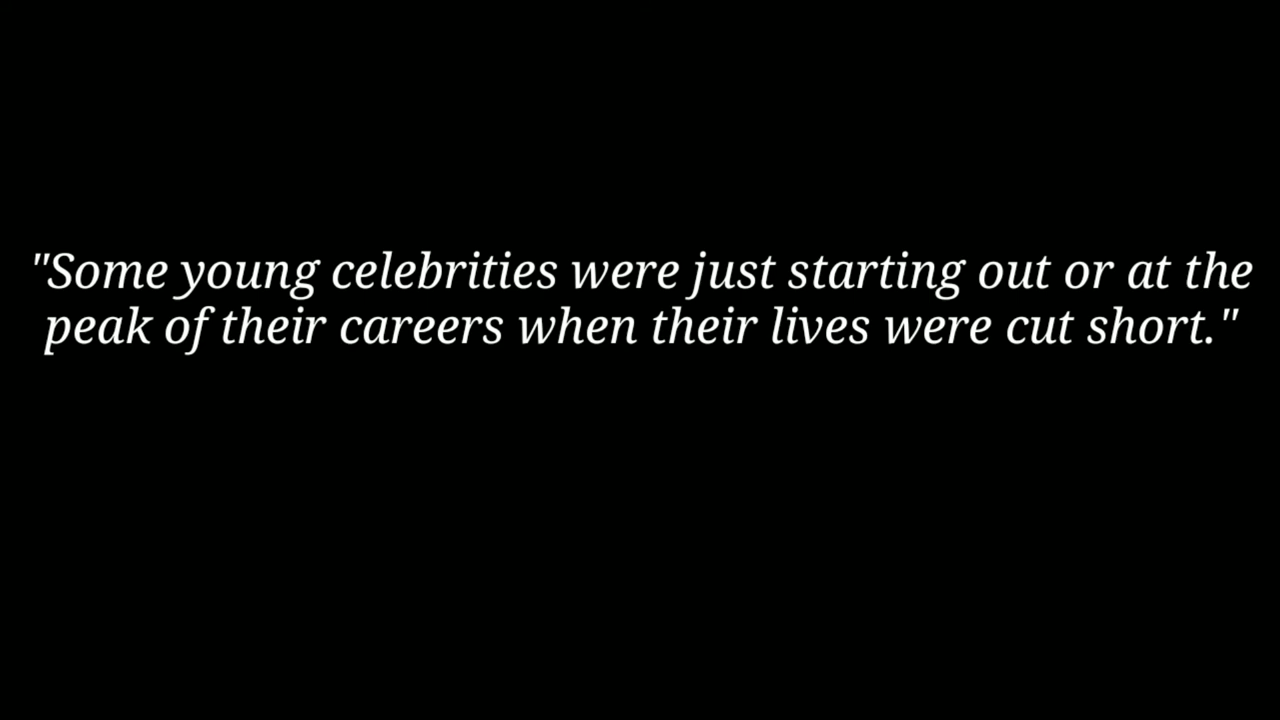 "Some young celebrities were just starting out or at the
peak of their careers when their lives were cut short."